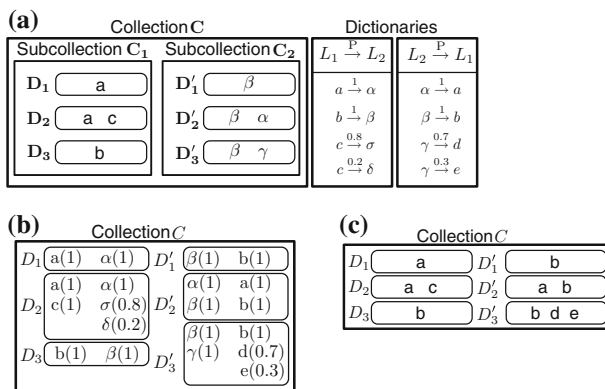 (a) Collection C Dictionaries
Subcollection C₁ Subcollection C₂ L₁ →ᴾ L₂ L₂ →ᴾ L₁
D₁ a D′₁ β a →¹ α α →¹ a
D₂ a c D′₂ β α b →¹ β β →¹ b
D₃ b D′₃ β γ c →⁰·⁸ σ γ →⁰·⁷ d
c →⁰·² δ γ →⁰·³ e
(b) Collection C
D₁ a(1) α(1) D′₁ β(1) b(1)
D₂ a(1) α(1) D′₂ α(1) a(1)
c(1) σ(0.8) β(1) b(1)
δ(0.2)
D₃ b(1) β(1) D′₃ β(1) b(1)
γ(1) d(0.7)
e(0.3)
(c) Collection C
D₁ a D′₁ b
D₂ a c D′₂ a b
D₃ b D′₃ b d e